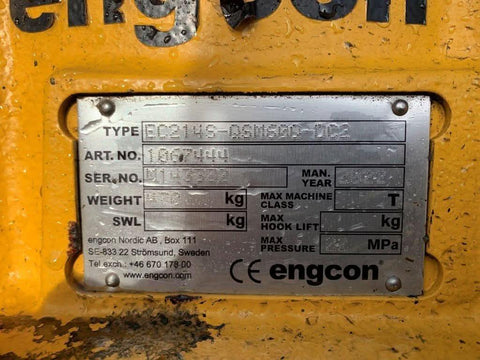 engcon
TYPE EC214S-QSM60G-DC2
ART. NO. 1067444
SER. NO.
MAN. YEAR
WEIGHT kg MAX MACHINE CLASS T
SWL kg MAX HOOK LIFT kg
MAX PRESSURE MPa
engcon Nordic AB , Box 111
SE-833 22 Strömsund, Sweden
Tel exch.: +46 670 178 00
www.engcon.com
CE engcon®